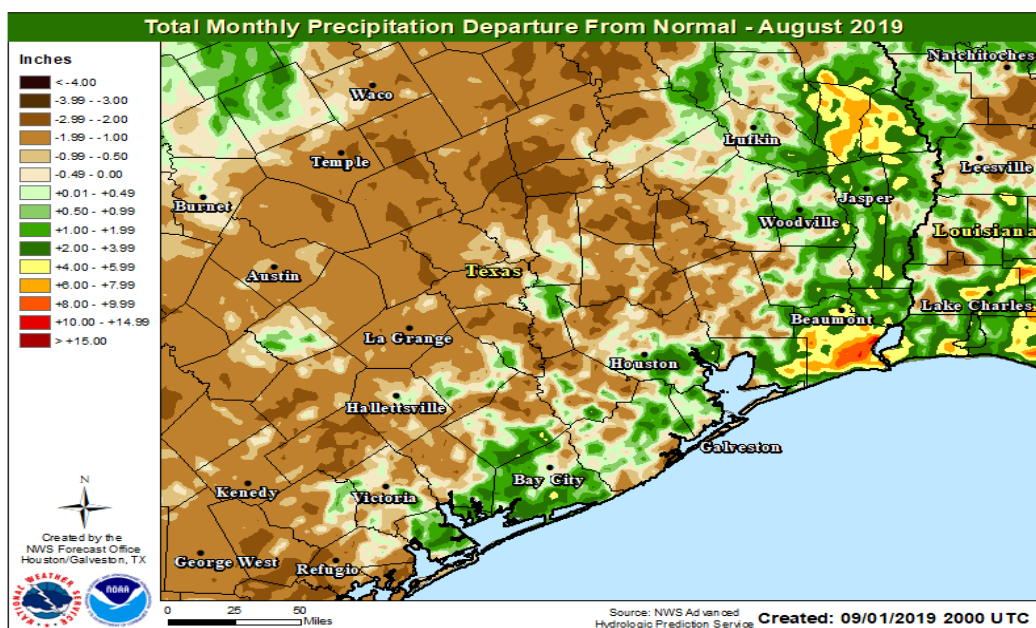 Total Monthly Precipitation Departure From Normal - August 2019
Inches
< -4.00
-3.99 - -3.00
-2.99 - -2.00
-1.99 - -1.00
-0.99 - -0.50
-0.49 - 0.00
+0.01 - +0.49
+0.50 - +0.99
+1.00 - +1.99
+2.00 - +3.99
+4.00 - +5.99
+6.00 - +7.99
+8.00 - +9.99
+10.00 - +14.99
> +15.00
Natchitoches
Waco
Lufkin
Temple
Leesville
Jasper
Burnet
Woodville
Louisiana
Austin
Texas
Lake Charles
Beaumont
La Grange
Houston
Hallettsville
Galveston
Bay City
Kenedy
Victoria
George West
Refugio
N
Created by the
NWS Forecast Office
Houston/Galveston, TX
NATIONAL WEATHER SERVICE
NOAA
0 25 50
Miles
Source: NWS Advanced
Hydrologic Prediction Service
Created: 09/01/2019 2000 UTC